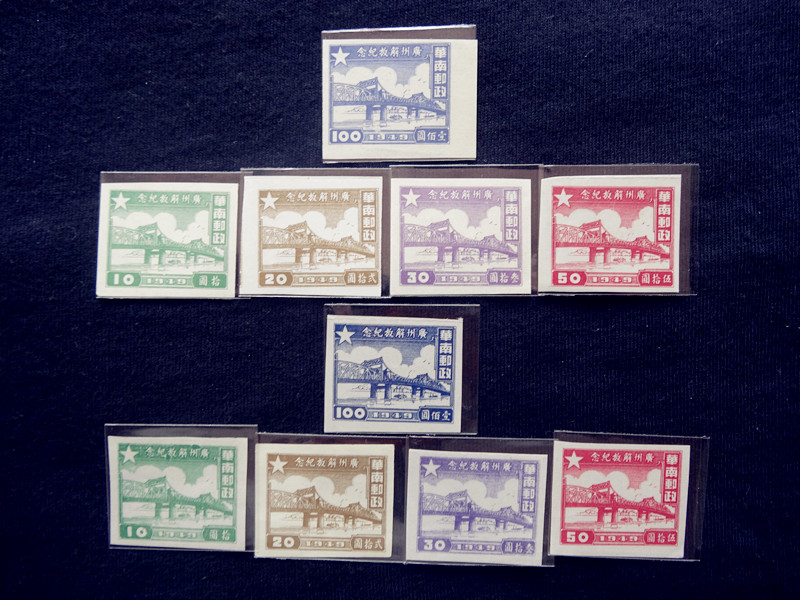 廣州解放紀念
華南郵政
100 1949 壹佰圓
廣州解放紀念
華南郵政
10 1949 拾圓
廣州解放紀念
華南郵政
20 1949 貳拾圓
廣州解放紀念
華南郵政
30 1949 叁拾圓
廣州解放紀念
華南郵政
50 1949 伍拾圓
廣州解放紀念
華南郵政
100 1949 壹佰圓
廣州解放紀念
華南郵政
10 1949 拾圓
廣州解放紀念
華南郵政
20 1949 貳拾圓
廣州解放紀念
華南郵政
30 1949 叁拾圓
廣州解放紀念
華南郵政
50 1949 伍拾圓